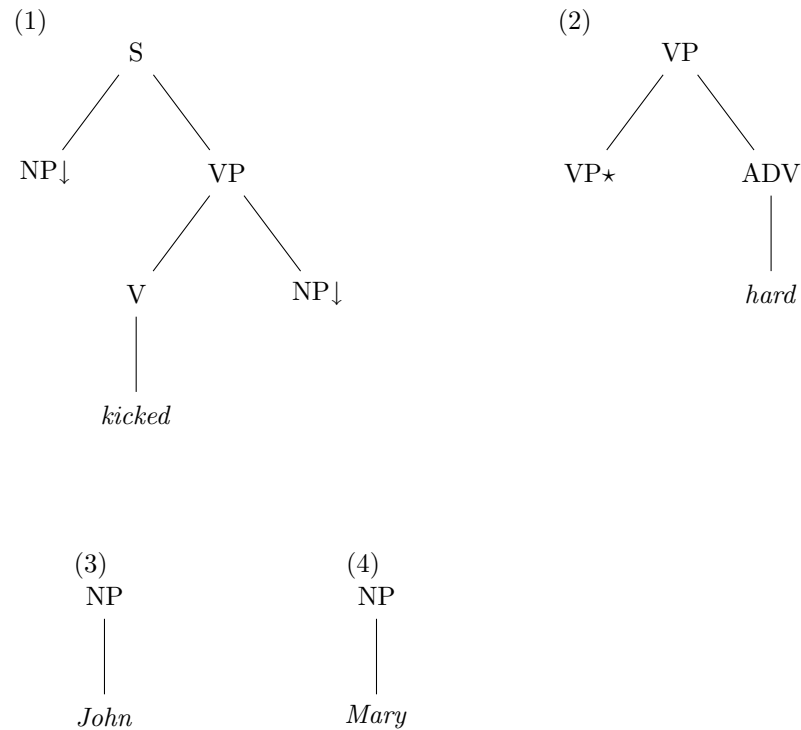 (1) (2)
S VP
NP↓ VP VP⋆ ADV
V NP↓ hard
kicked
(3) (4)
NP NP
John Mary